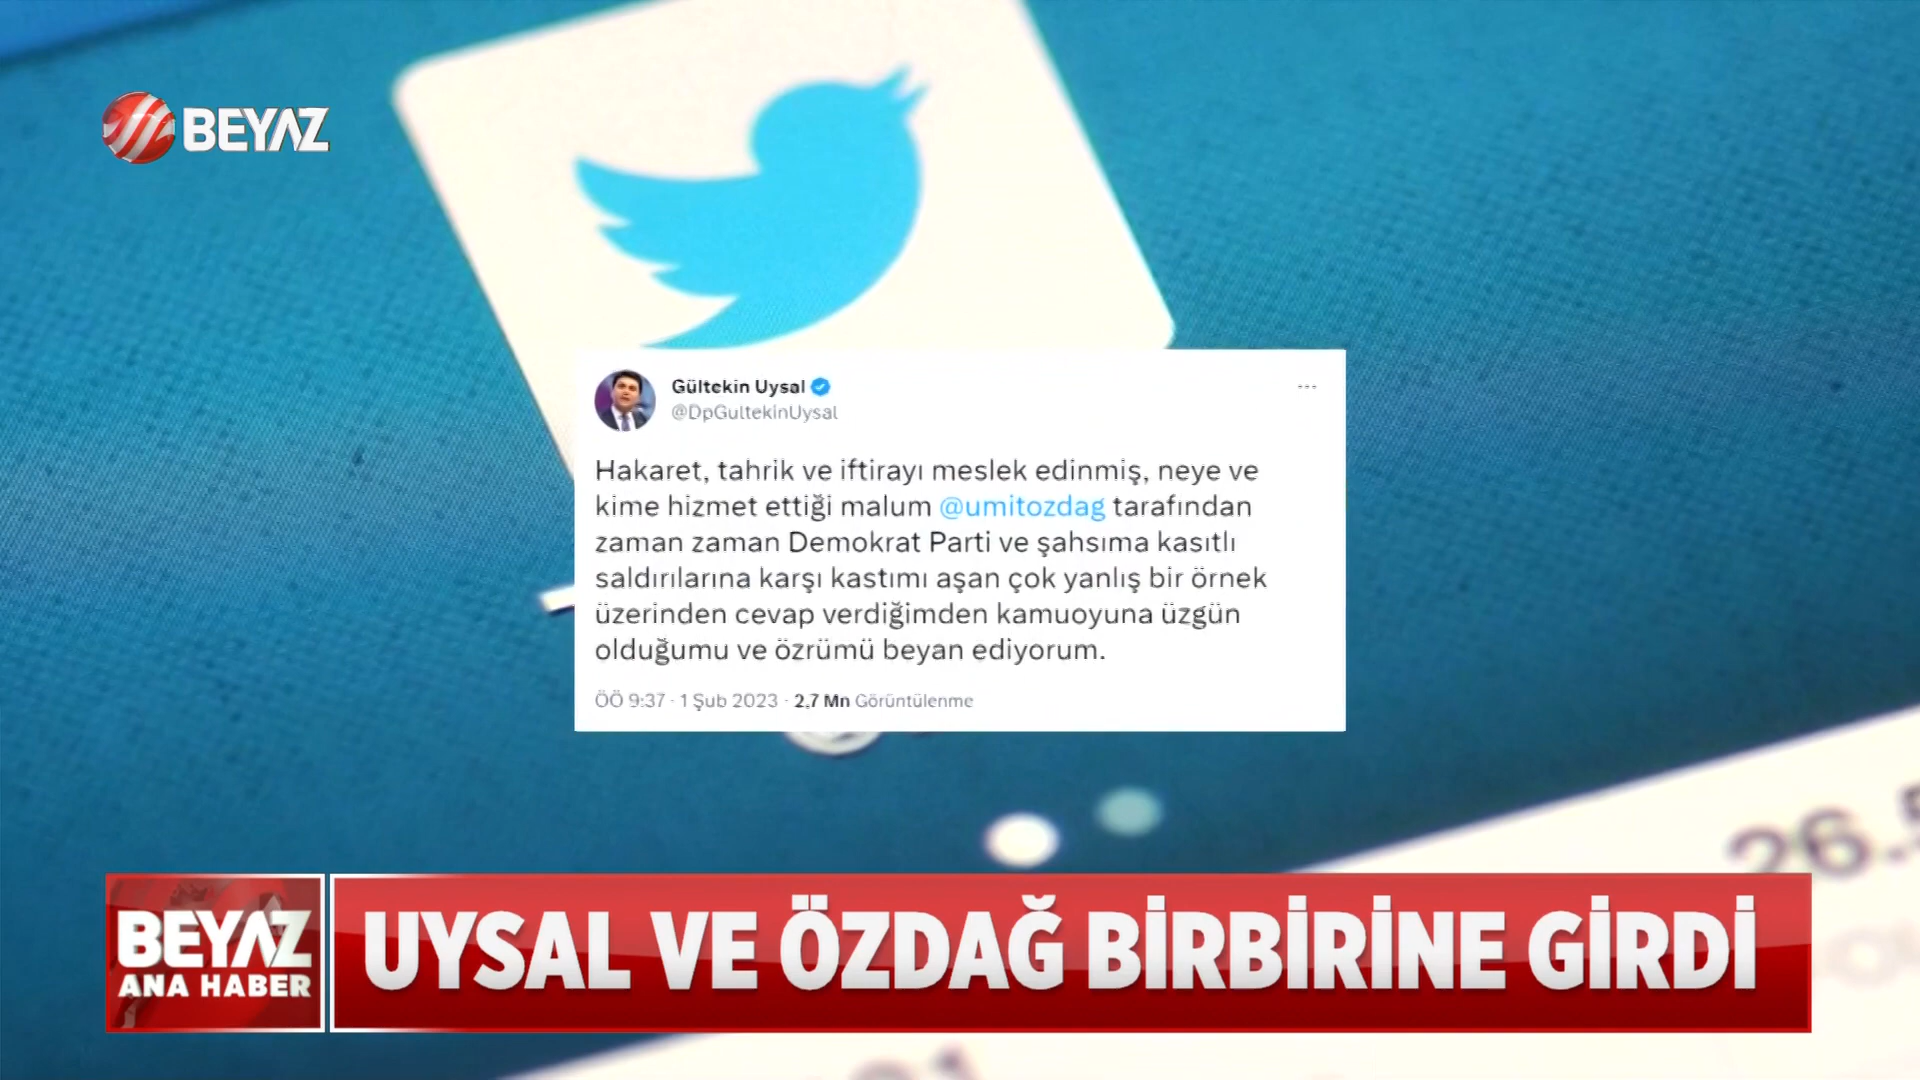 BEYAZ
Gültekin Uysal
@DpGultekinUysal
Hakaret, tahrik ve iftirayı meslek edinmiş, neye ve
kime hizmet ettiği malum @umitozdag tarafından
zaman zaman Demokrat Parti ve şahsıma kasıtlı
saldırılarına karşı kastımı aşan çok yanlış bir örnek
üzerinden cevap verdiğimden kamuoyuna üzgün
olduğumu ve özrümü beyan ediyorum.
ÖÖ 9:37 · 1 Şub 2023 · 2,7 Mn Görüntülenme
BEYAZ
ANA HABER
UYSAL VE ÖZDAĞ BİRBİRİNE GİRDİ